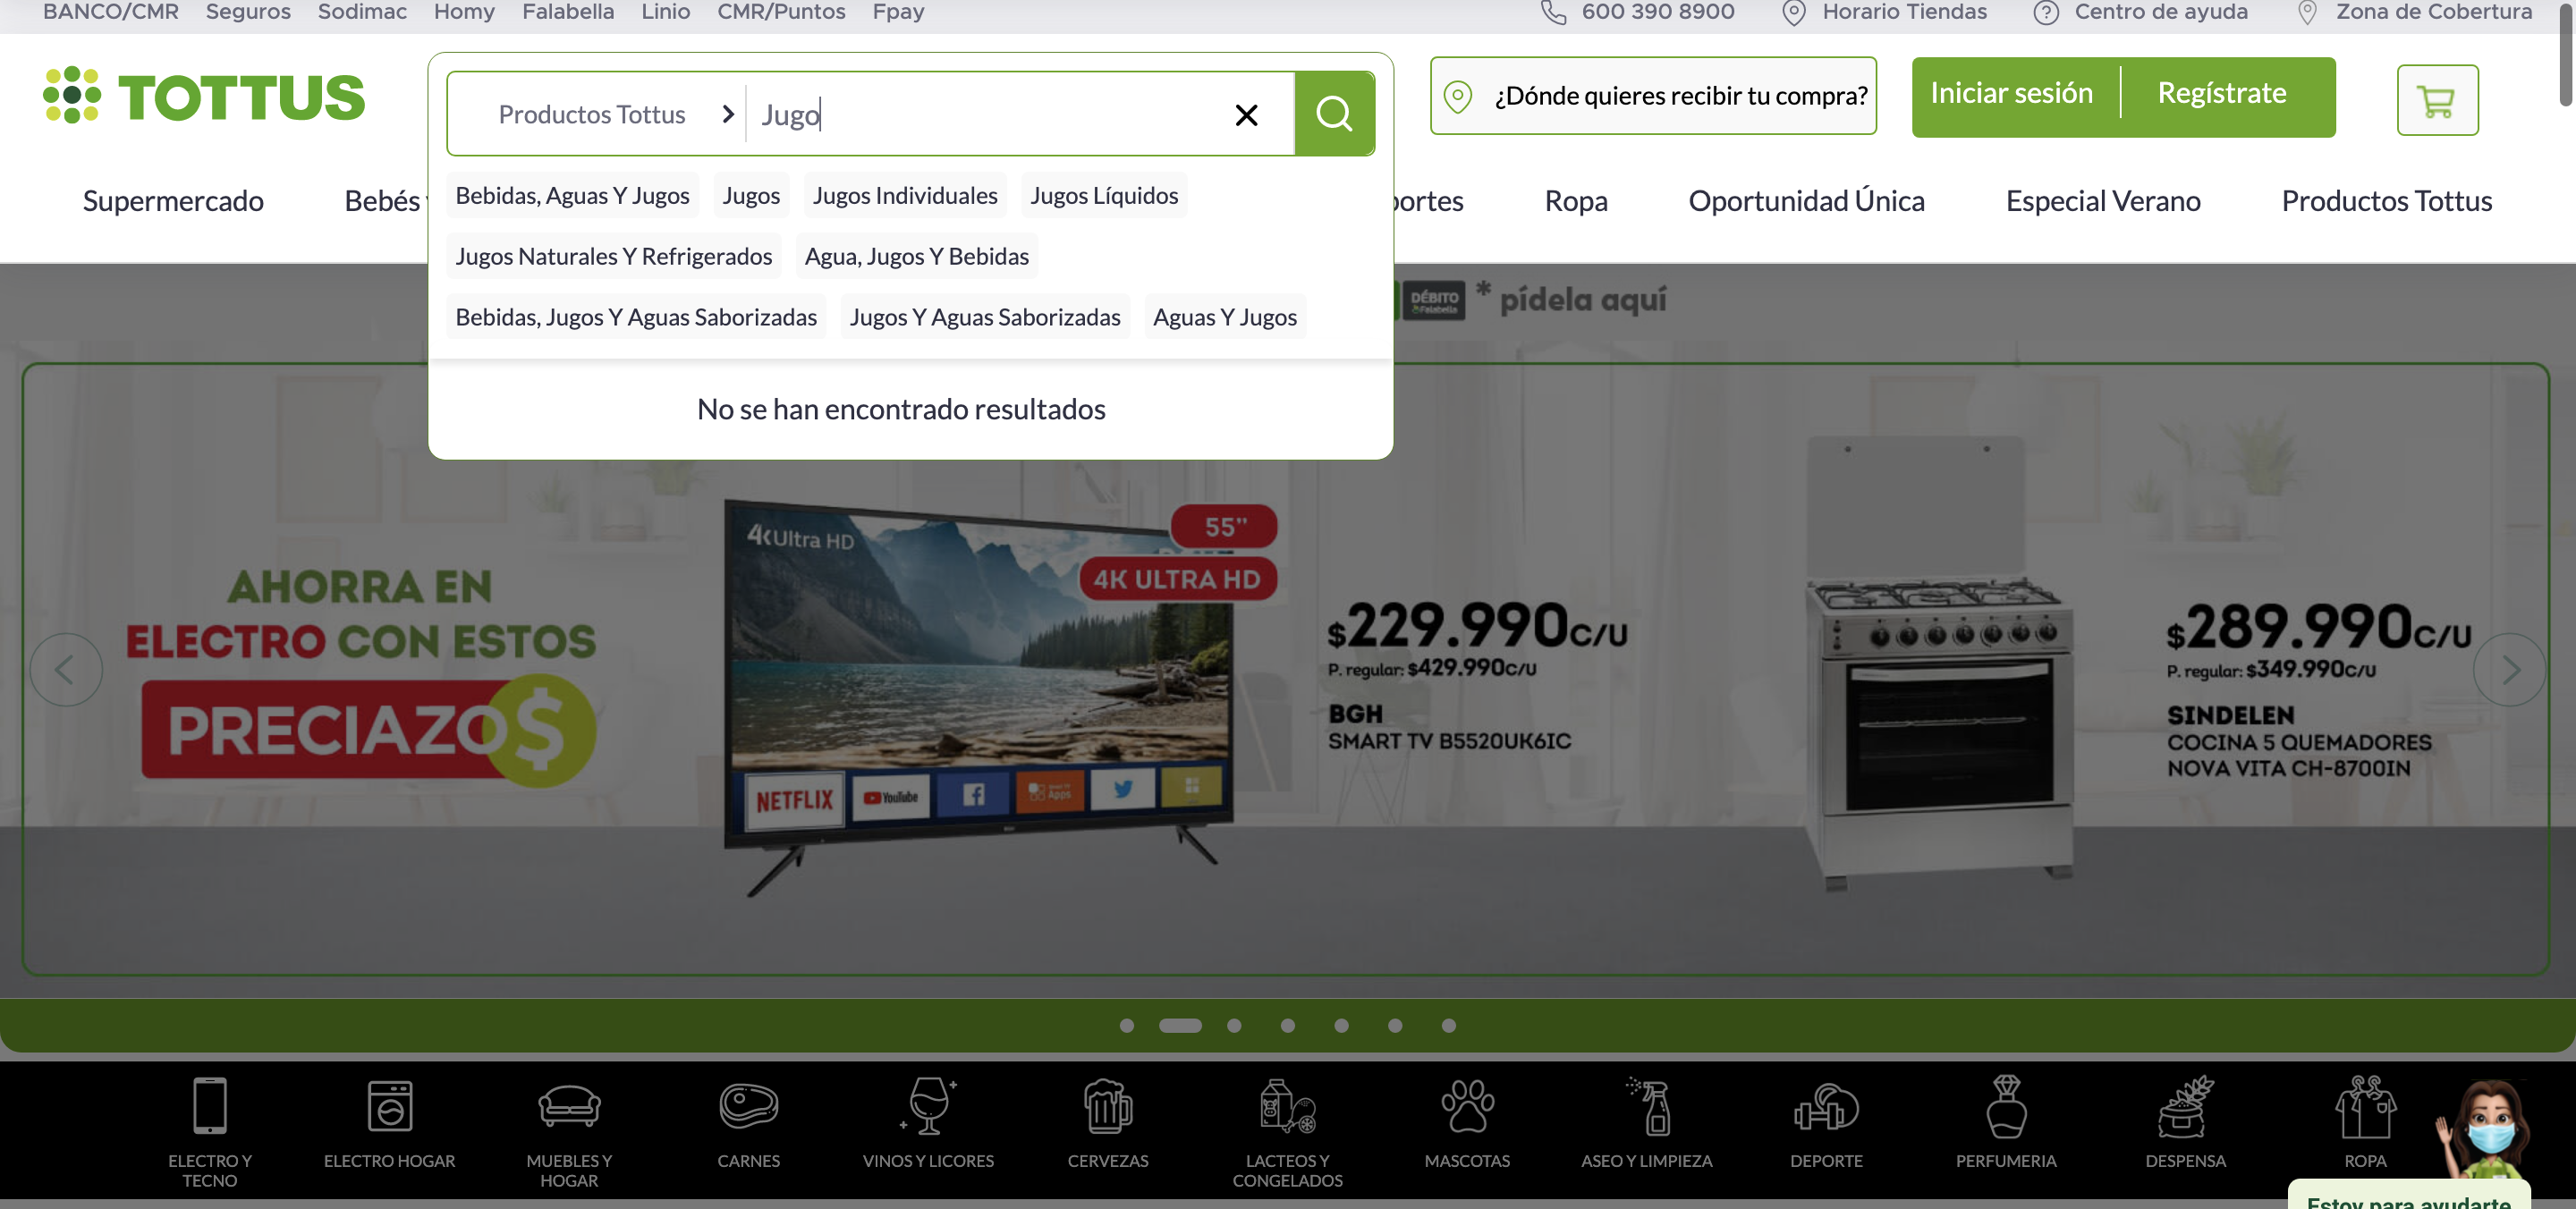 BANCO/CMR Seguros Sodimac Homy Falabella Linio CMR/Puntos Fpay
600 390 8900 Horario Tiendas Centro de ayuda Zona de Cobertura
TOTTUS
Productos Tottus Jugo
¿Dónde quieres recibir tu compra?
Iniciar sesión Regístrate
Supermercado Bebés portes Ropa Oportunidad Única Especial Verano Productos Tottus
Bebidas, Aguas Y Jugos Jugos Jugos Individuales Jugos Líquidos
Jugos Naturales Y Refrigerados Agua, Jugos Y Bebidas
Bebidas, Jugos Y Aguas Saborizadas Jugos Y Aguas Saborizadas Aguas Y Jugos
No se han encontrado resultados
DÉBITO
Falabella
* pídela aquí
AHORRA EN
ELECTRO CON ESTOS
PRECIAZO$
4K Ultra HD
55”
4K ULTRA HD
NETFLIX YouTube Apps
$229.990C/U
P. regular: $429.990C/U
BGH
SMART TV B5520UK6IC
$289.990C/U
P. regular: $349.990C/U
SINDELEN
COCINA 5 QUEMADORES
NOVA VITA CH-8700IN
ELECTRO Y
TECNO
ELECTRO HOGAR
MUEBLES Y
HOGAR
CARNES
VINOS Y LICORES
CERVEZAS
LACTEOS Y
CONGELADOS
MASCOTAS
ASEO Y LIMPIEZA
DEPORTE
PERFUMERIA
DESPENSA
ROPA
Estoy para ayudarte